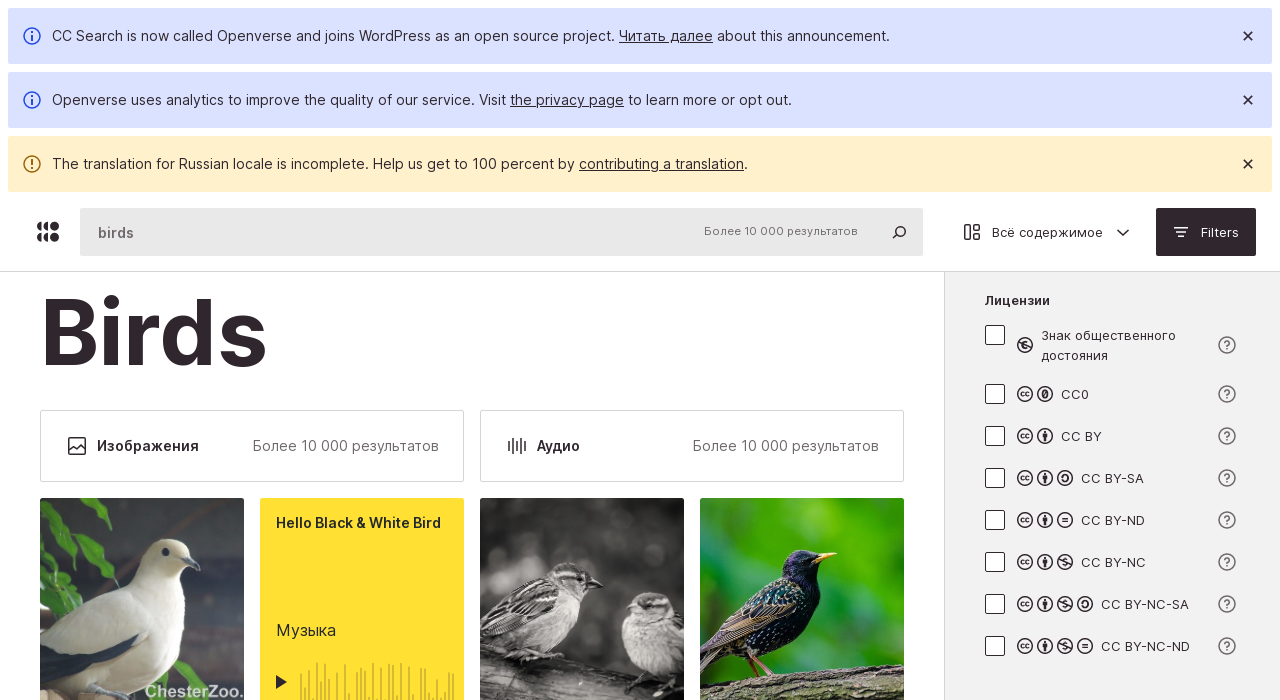 CC Search is now called Openverse and joins WordPress as an open source project. Читать далее about this announcement.
Openverse uses analytics to improve the quality of our service. Visit the privacy page to learn more or opt out.
The translation for Russian locale is incomplete. Help us get to 100 percent by contributing a translation.
birds
Более 10 000 результатов
Всё содержимое
Filters
Birds
Изображения
Более 10 000 результатов
Аудио
Более 10 000 результатов
Hello Black & White Bird
Музыка
ChesterZoo.
Лицензии
Знак общественного
достояния
CC0
CC BY
CC BY-SA
CC BY-ND
CC BY-NC
CC BY-NC-SA
CC BY-NC-ND